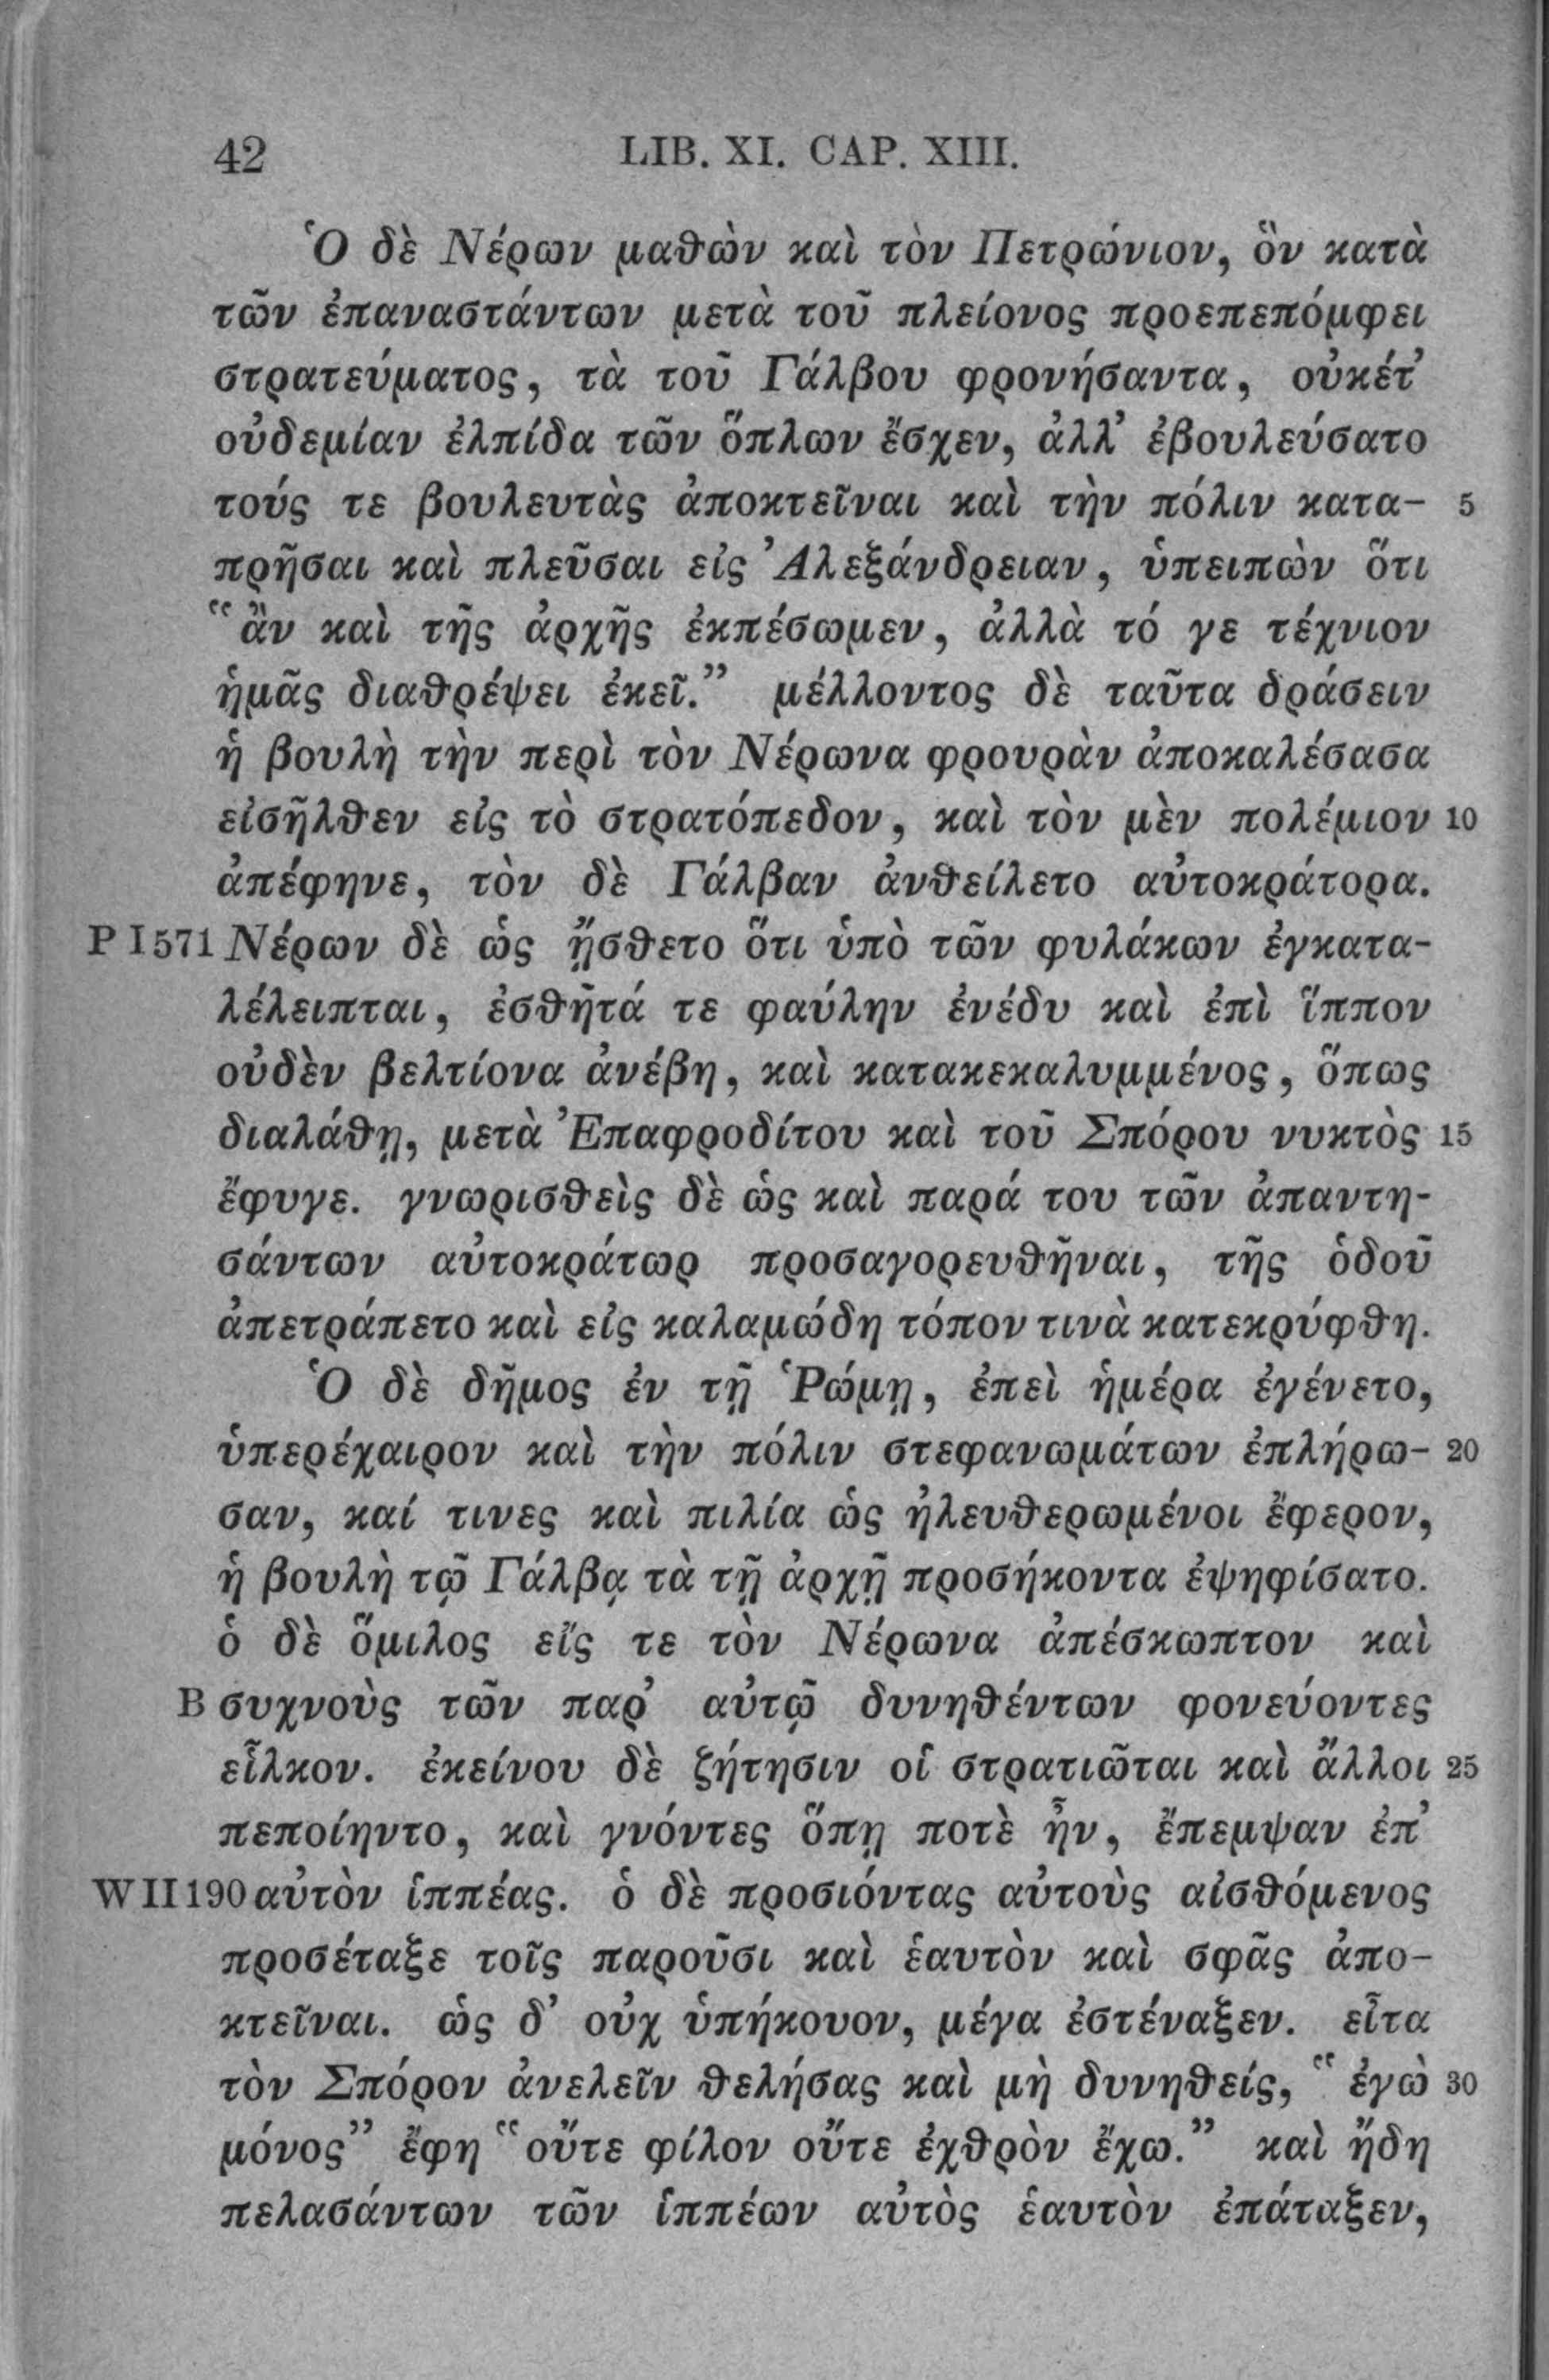 42 LIB. XI. CAP. XIII.
Ὁ δὲ Νέρων μαθὼν καὶ τὸν Πετρώνιον, ὃν κατὰ
τῶν ἐπαναστάντων μετὰ τοῦ πλείονος προεπεπόμφει
στρατεύματος, τὰ τοῦ Γάλβου φρονήσαντα, οὐκέτ’
οὐδεμίαν ἐλπίδα τῶν ὅπλων ἔσχεν, ἀλλ’ ἐβουλεύσατο
τούς τε βουλευτὰς ἀποκτεῖναι καὶ τὴν πόλιν κατα- 5
πρῆσαι καὶ πλεῦσαι εἰς Ἀλεξάνδρειαν, ὑπειπὼν ὅτι
“ἂν καὶ τῆς ἀρχῆς ἐκπέσωμεν, ἀλλὰ τό γε τέχνιον
ἡμᾶς διαθρέψει ἐκεῖ.” μέλλοντος δὲ ταῦτα δράσειν
ἡ βουλὴ τὴν περὶ τὸν Νέρωνα φρουρὰν ἀποκαλέσασα
εἰσῆλθεν εἰς τὸ στρατόπεδον, καὶ τὸν μὲν πολέμιον 10
ἀπέφηνε, τὸν δὲ Γάλβαν ἀνθείλετο αὐτοκράτορα.
P I 571 Νέρων δὲ ὡς ᾔσθετο ὅτι ὑπὸ τῶν φυλάκων ἐγκατα-
λέλειπται, ἐσθῆτά τε φαύλην ἐνέδυ καὶ ἐπὶ ἵππον
οὐδὲν βελτίονα ἀνέβη, καὶ κατακεκαλυμμένος, ὅπως
διαλάθῃ, μετὰ Ἐπαφροδίτου καὶ τοῦ Σπόρου νυκτὸς 15
ἔφυγε. γνωρισθεὶς δὲ ὡς καὶ παρά του τῶν ἀπαντη-
σάντων αὐτοκράτωρ προσαγορευθῆναι, τῆς ὁδοῦ
ἀπετράπετο καὶ εἰς καλαμώδη τόπον τινὰ κατεκρύφθη.
Ὁ δὲ δῆμος ἐν τῇ Ῥώμῃ, ἐπεὶ ἡμέρα ἐγένετο,
ὑπερέχαιρον καὶ τὴν πόλιν στεφανωμάτων ἐπλήρω- 20
σαν, καί τινες καὶ πιλία ὡς ἠλευθερωμένοι ἔφερον,
ἡ βουλὴ τῷ Γάλβᾳ τὰ τῇ ἀρχῇ προσήκοντα ἐψηφίσατο.
ὁ δὲ ὅμιλος εἴς τε τὸν Νέρωνα ἀπέσκωπτον καὶ
B συχνοὺς τῶν παρ’ αὐτῷ δυνηθέντων φονεύοντες
εἷλκον. ἐκείνου δὲ ζήτησιν οἱ στρατιῶται καὶ ἄλλοι 25
πεποίηντο, καὶ γνόντες ὅπῃ ποτὲ ἦν, ἔπεμψαν ἐπ’
W II 190 αὐτὸν ἱππέας. ὁ δὲ προσιόντας αὐτοὺς αἰσθόμενος
προσέταξε τοῖς παροῦσι καὶ ἑαυτὸν καὶ σφᾶς ἀπο-
κτεῖναι. ὡς δ’ οὐχ ὑπήκουον, μέγα ἐστέναξεν. εἶτα
τὸν Σπόρον ἀνελεῖν θελήσας καὶ μὴ δυνηθείς, “ἐγὼ 30
μόνος” ἔφη “οὔτε φίλον οὔτε ἐχθρὸν ἔχω.” καὶ ἤδη
πελασάντων τῶν ἱππέων αὐτὸς ἑαυτὸν ἐπάταξεν,